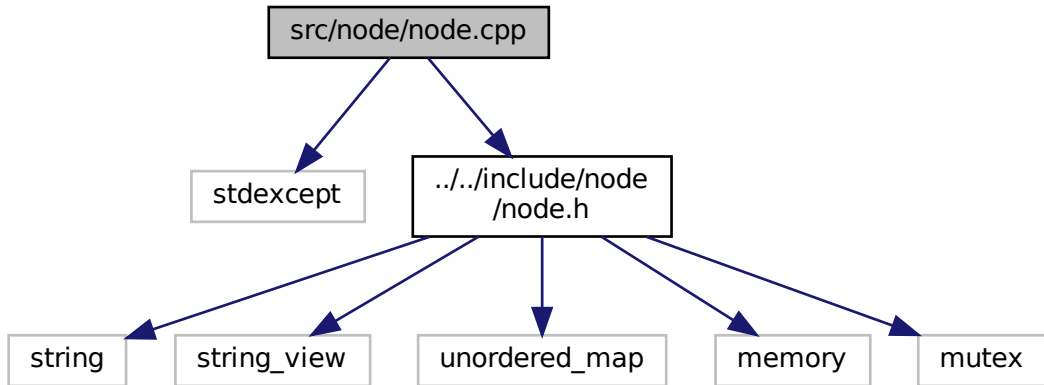 src/node/node.cpp
stdexcept
../../include/node
/node.h
string
string_view
unordered_map
memory
mutex